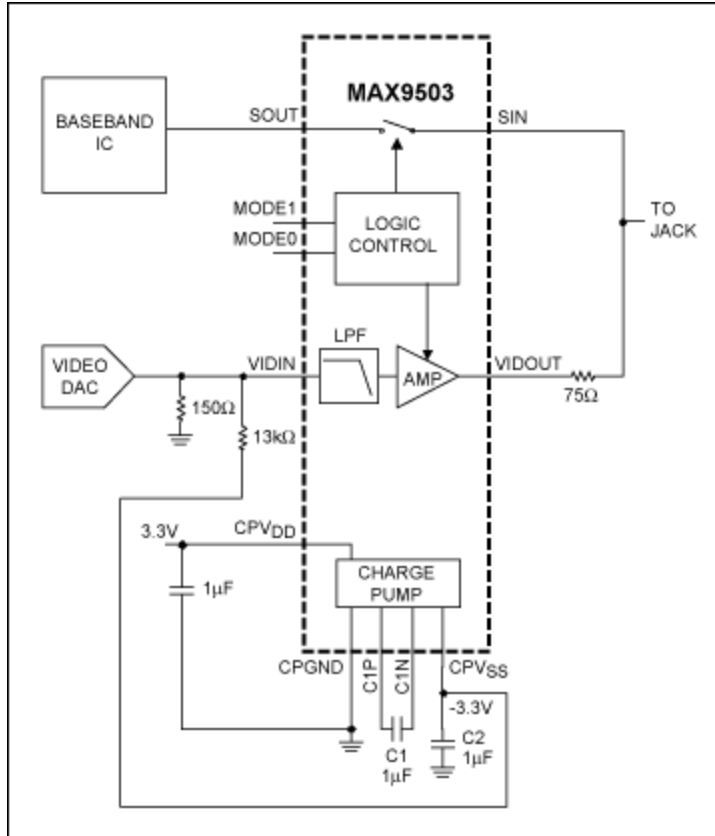 MAX9503
BASEBAND
IC
SOUT
SIN
MODE1
MODE0
LOGIC
CONTROL
TO
JACK
VIDEO
DAC
VIDIN
LPF
AMP
VIDOUT
75Ω
150Ω
13kΩ
3.3V
CPVDD
1µF
CHARGE
PUMP
CPGND
C1P
C1N
CPVSS
-3.3V
C1
1µF
C2
1µF